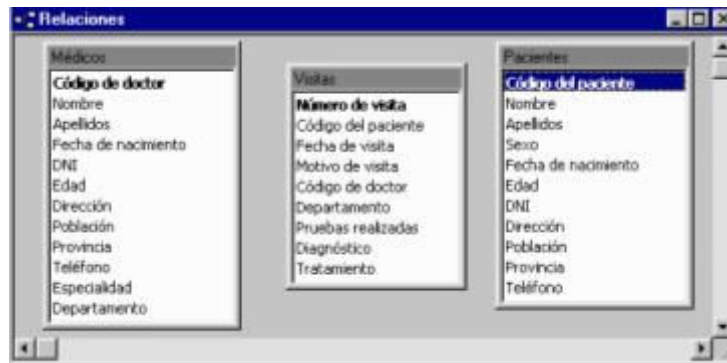 Relaciones
Médicos
Código de doctor
Nombre
Apellidos
Fecha de nacimiento
DNI
Edad
Dirección
Población
Provincia
Teléfono
Especialidad
Departamento
Visitas
Número de visita
Código del paciente
Fecha de visita
Motivo de visita
Código de doctor
Departamento
Pruebas realizadas
Diagnóstico
Tratamiento
Pacientes
Código del paciente
Nombre
Apellidos
Sexo
Fecha de nacimiento
Edad
DNI
Dirección
Población
Provincia
Teléfono